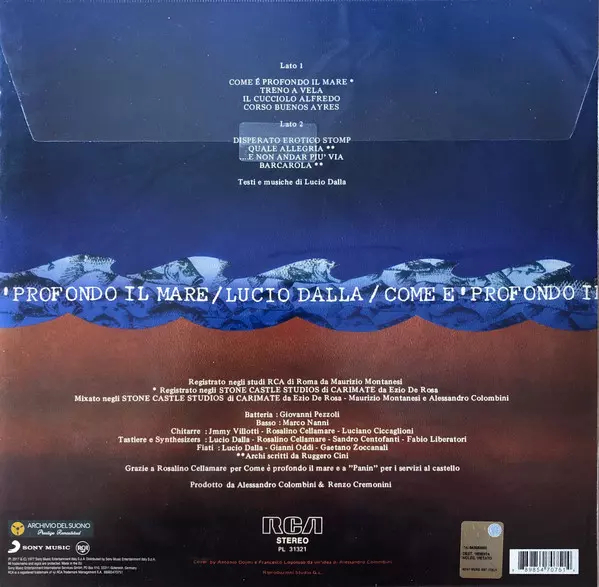 Lato 1
COME É PROFONDO IL MARE *
TRENO A VELA
IL CUCCIOLO ALFREDO
CORSO BUENOS AYRES
Lato 2
DISPERATO EROTICO STOMP
QUALE ALLEGRIA **
...E NON ANDAR PIU' VIA
BARCAROLA **
Testi e musiche di Lucio Dalla
'PROFONDO IL MARE/LUCIO DALLA/COME E'PROFONDO IL
Registrato negli studi RCA di Roma da Maurizio Montanesi
* Registrato negli STONE CASTLE STUDIOS di CARIMATE da Ezio De Rosa
Mixato negli STONE CASTLE STUDIOS di CARIMATE da Ezio De Rosa - Maurizio Montanesi e Alessandro Colombini
Batteria : Giovanni Pezzoli
Basso : Marco Nanni
Chitarre : Jmmy Villotti - Rosalino Cellamare - Luciano Ciccaglioni
Tastiere e Synthesizers : Lucio Dalla - Rosalino Cellamare - Sandro Centofanti - Fabio Liberatori
Fiati : Lucio Dalla - Gianni Oddi - Gaetano Zoccanali
**Archi scritti da Ruggero Cini
Grazie a Rosalino Cellamare per Come è profondo il mare e a "Panin" per i servizi al castello
Prodotto da Alessandro Colombini & Renzo Cremonini
ARCHIVIO DEL SUONO
Prestige Remastered
SONY MUSIC
LP
RCA
STEREO
PL 31321